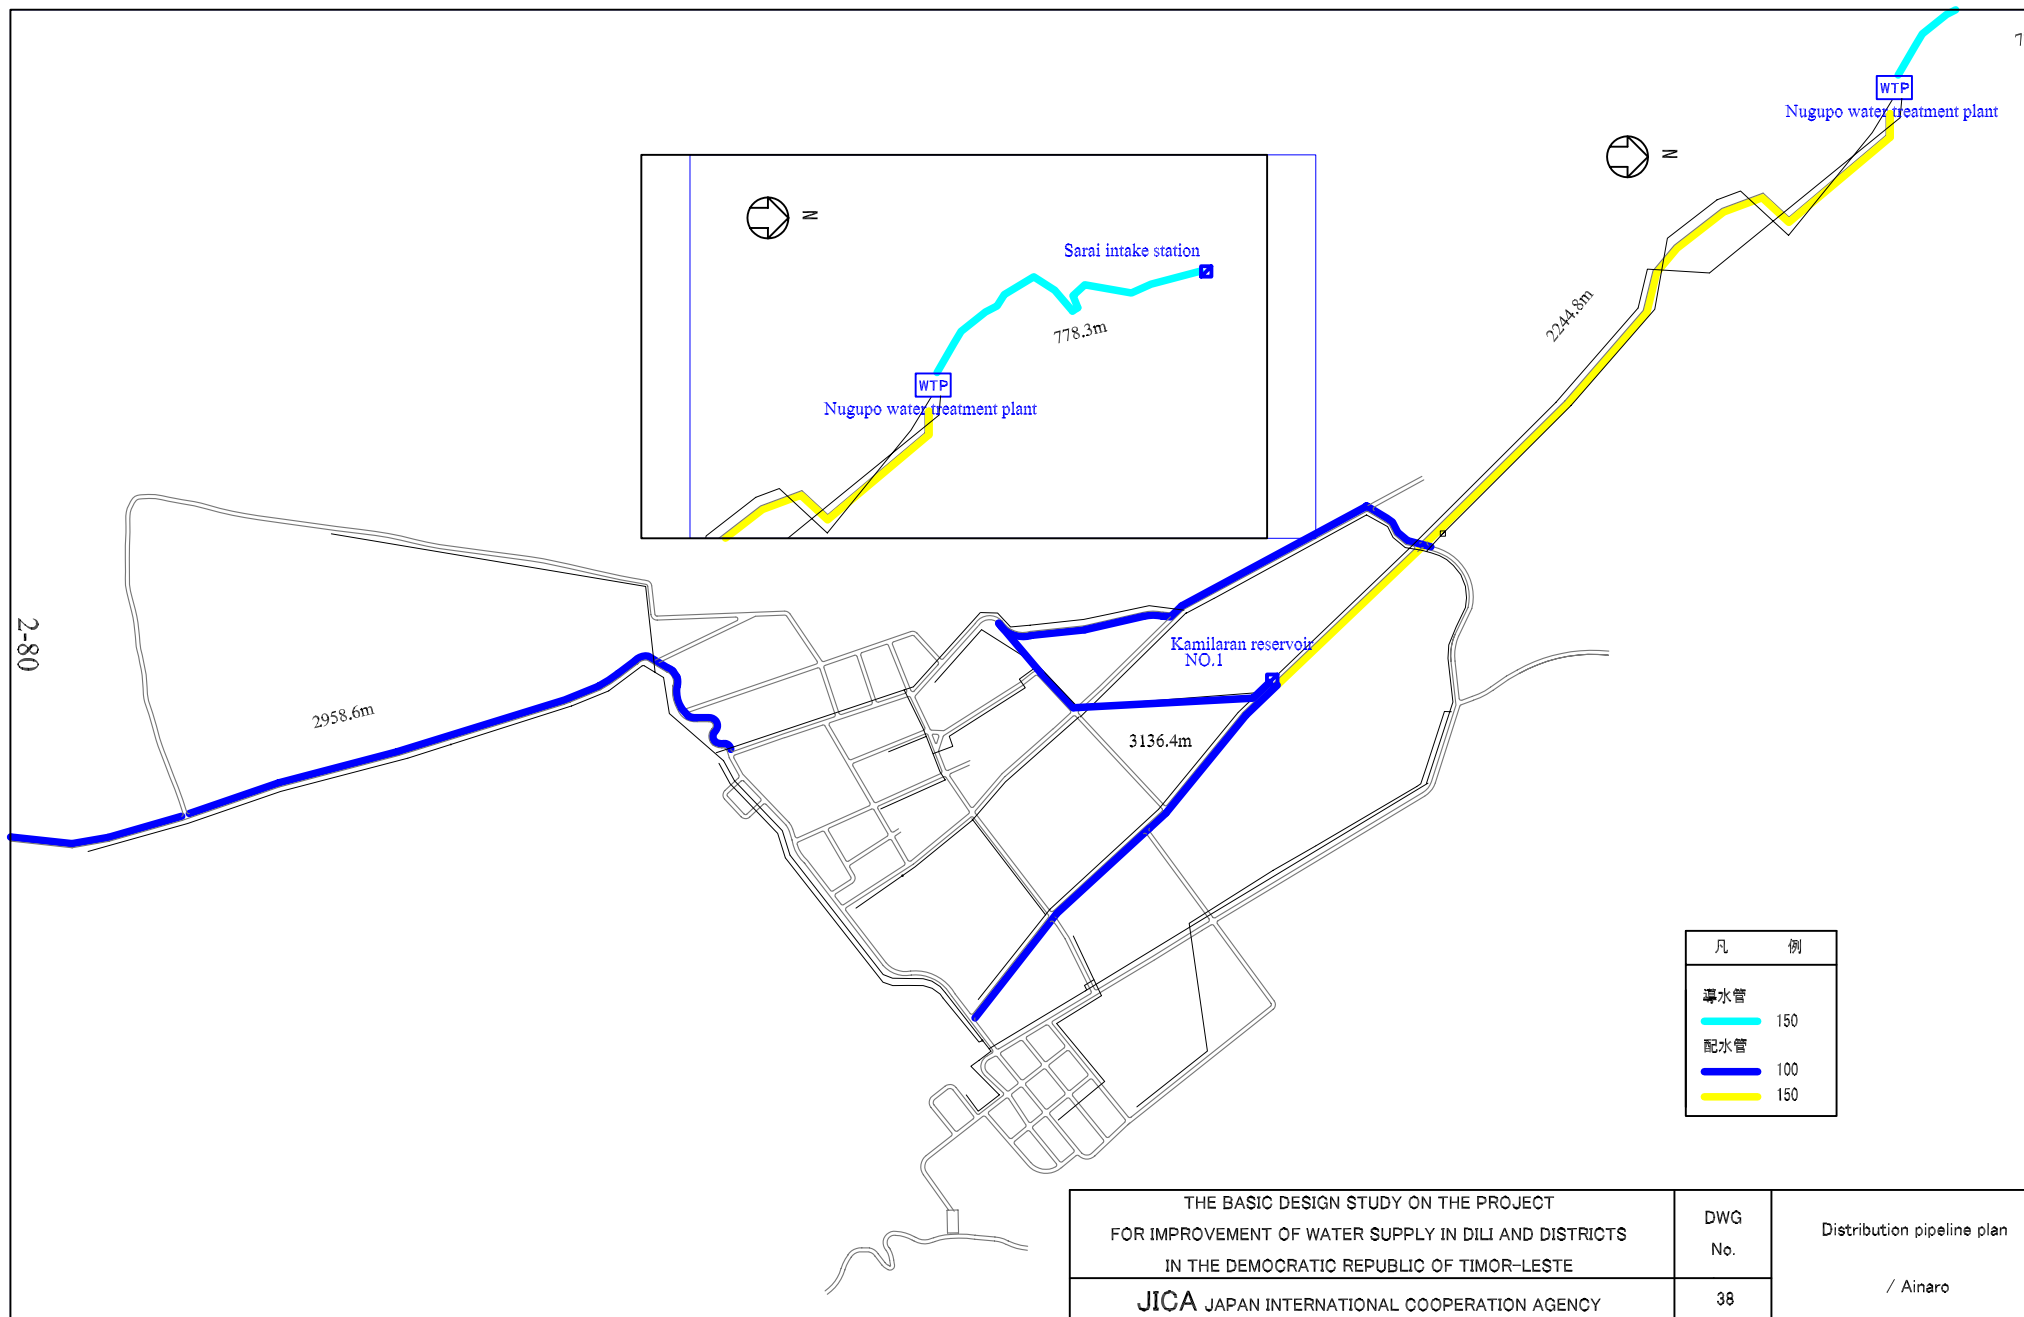 7
WTP
Nugupo water treatment plant
N
N
Sarai intake station
778.3m
WTP
Nugupo water treatment plant
2244.8m
Kamilaran reservoir
NO.1
3136.4m
2958.6m
2-80
凡 例
導水管
150
配水管
100
150
THE BASIC DESIGN STUDY ON THE PROJECT
FOR IMPROVEMENT OF WATER SUPPLY IN DILI AND DISTRICTS
IN THE DEMOCRATIC REPUBLIC OF TIMOR-LESTE
JICA JAPAN INTERNATIONAL COOPERATION AGENCY
DWG
No.
38
Distribution pipeline plan
/ Ainaro